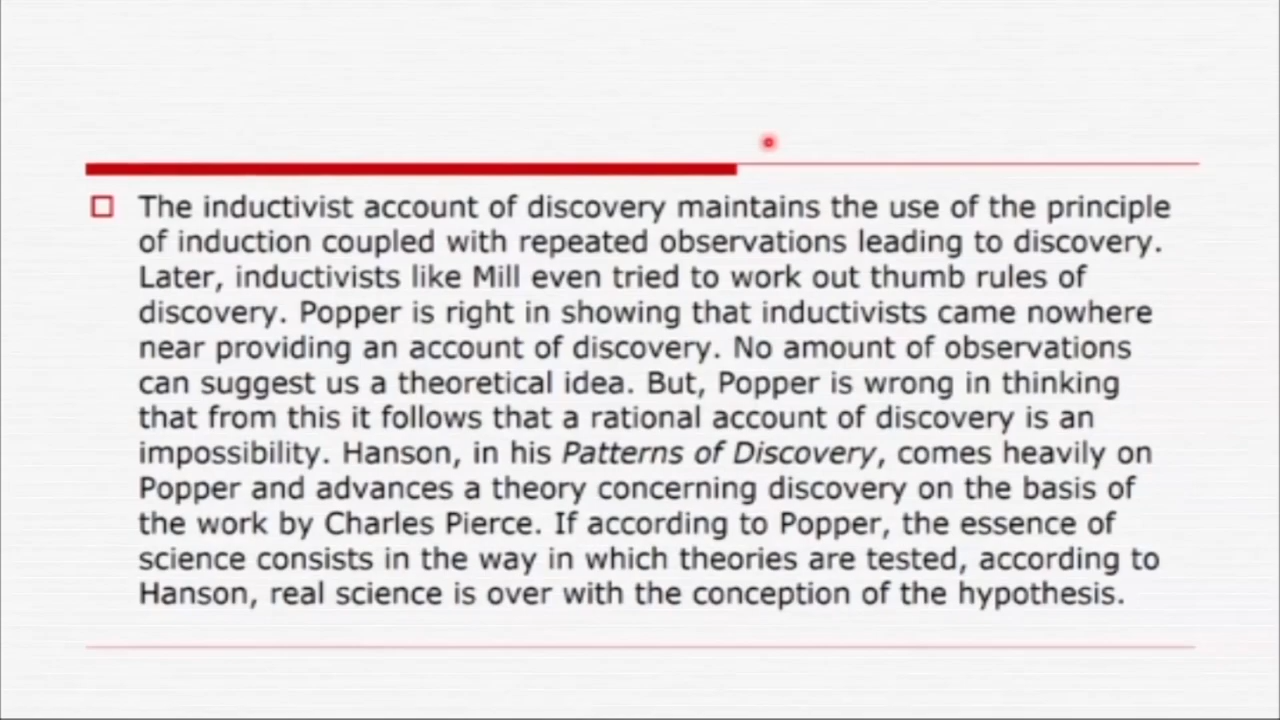 The inductivist account of discovery maintains the use of the principle
of induction coupled with repeated observations leading to discovery.
Later, inductivists like Mill even tried to work out thumb rules of
discovery. Popper is right in showing that inductivists came nowhere
near providing an account of discovery. No amount of observations
can suggest us a theoretical idea. But, Popper is wrong in thinking
that from this it follows that a rational account of discovery is an
impossibility. Hanson, in his Patterns of Discovery, comes heavily on
Popper and advances a theory concerning discovery on the basis of
the work by Charles Pierce. If according to Popper, the essence of
science consists in the way in which theories are tested, according to
Hanson, real science is over with the conception of the hypothesis.